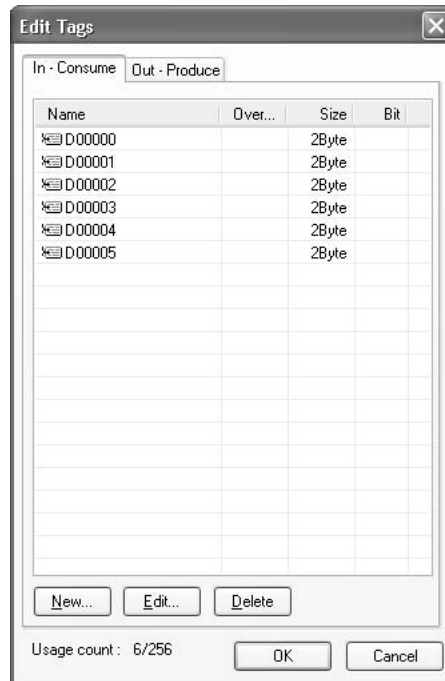 Edit Tags
In - Consume Out - Produce
Name Over... Size Bit
D00000 2Byte
D00001 2Byte
D00002 2Byte
D00003 2Byte
D00004 2Byte
D00005 2Byte
New... Edit... Delete
Usage count : 6/256 OK Cancel